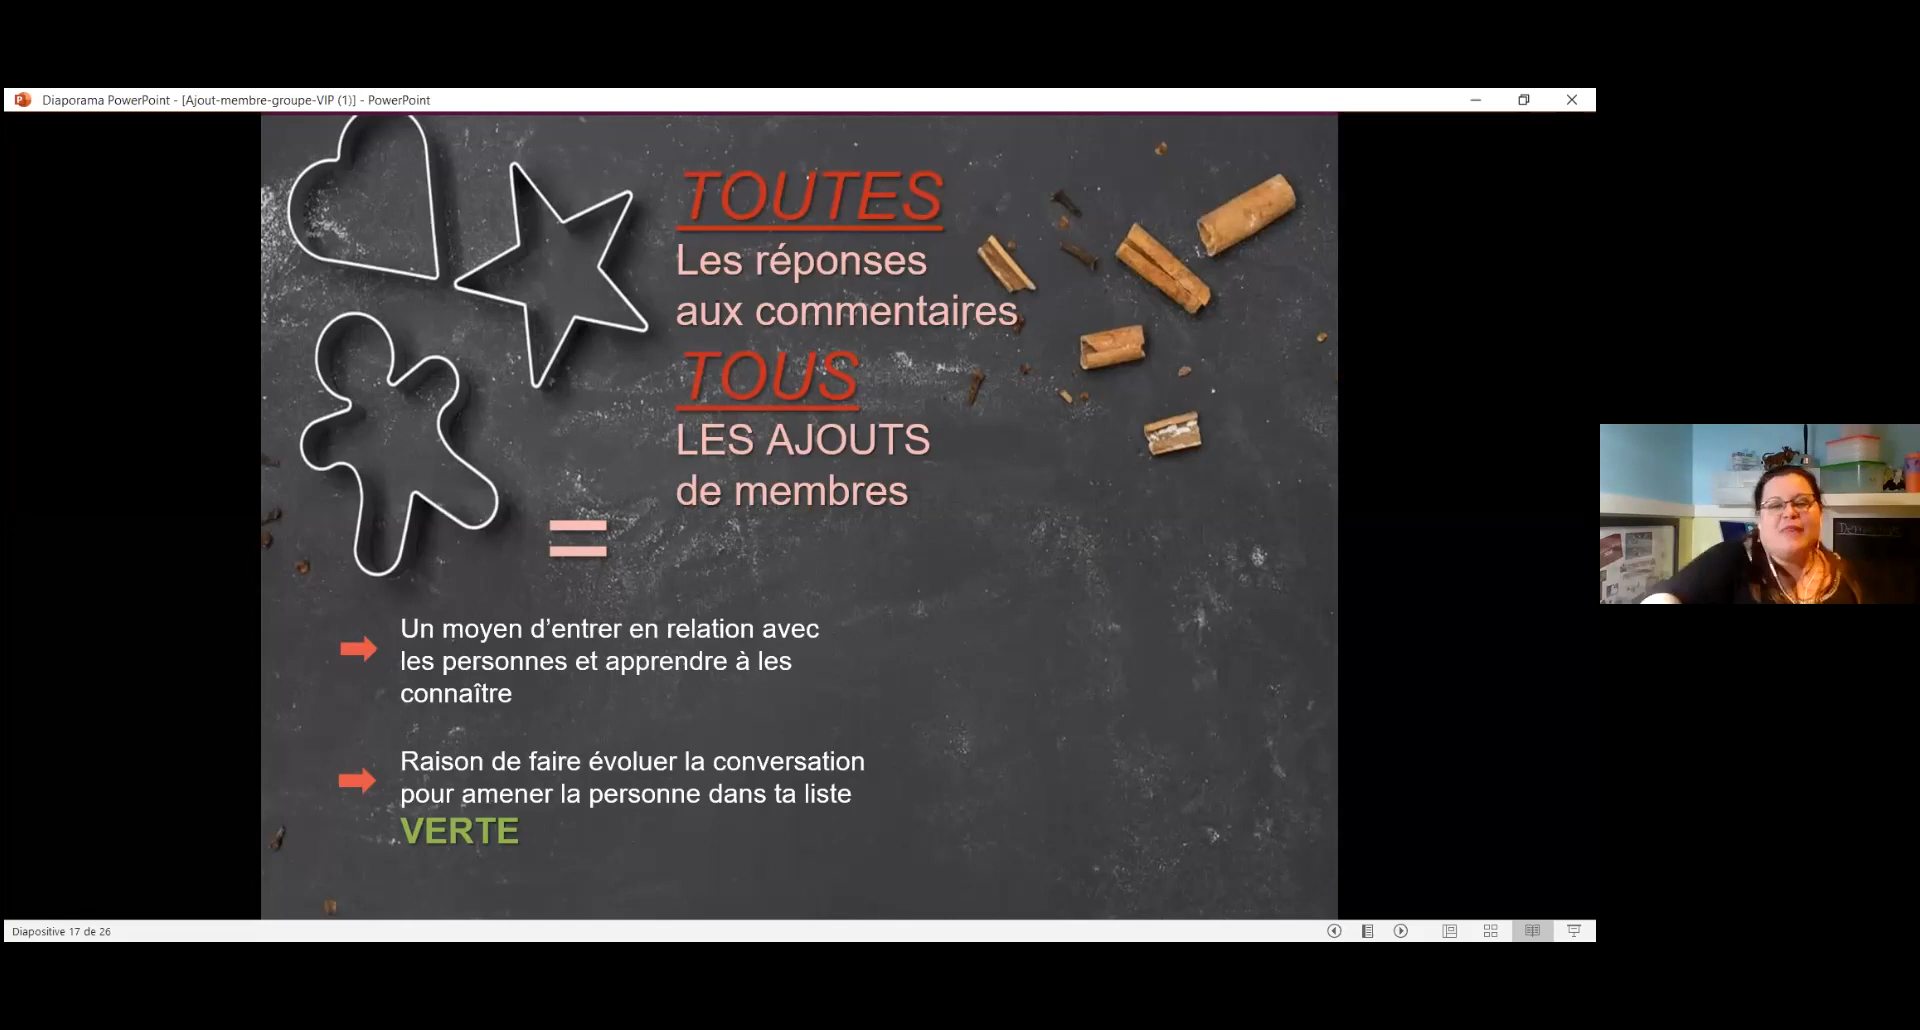 Diaporama PowerPoint - [Ajout-membre-groupe-VIP (1)] - PowerPoint
TOUTES
Les réponses
aux commentaires
TOUS
LES AJOUTS
de membres
=
Un moyen d’entrer en relation avec
les personnes et apprendre à les
connaître
Raison de faire évoluer la conversation
pour amener la personne dans ta liste
VERTE
Diapositive 17 de 26